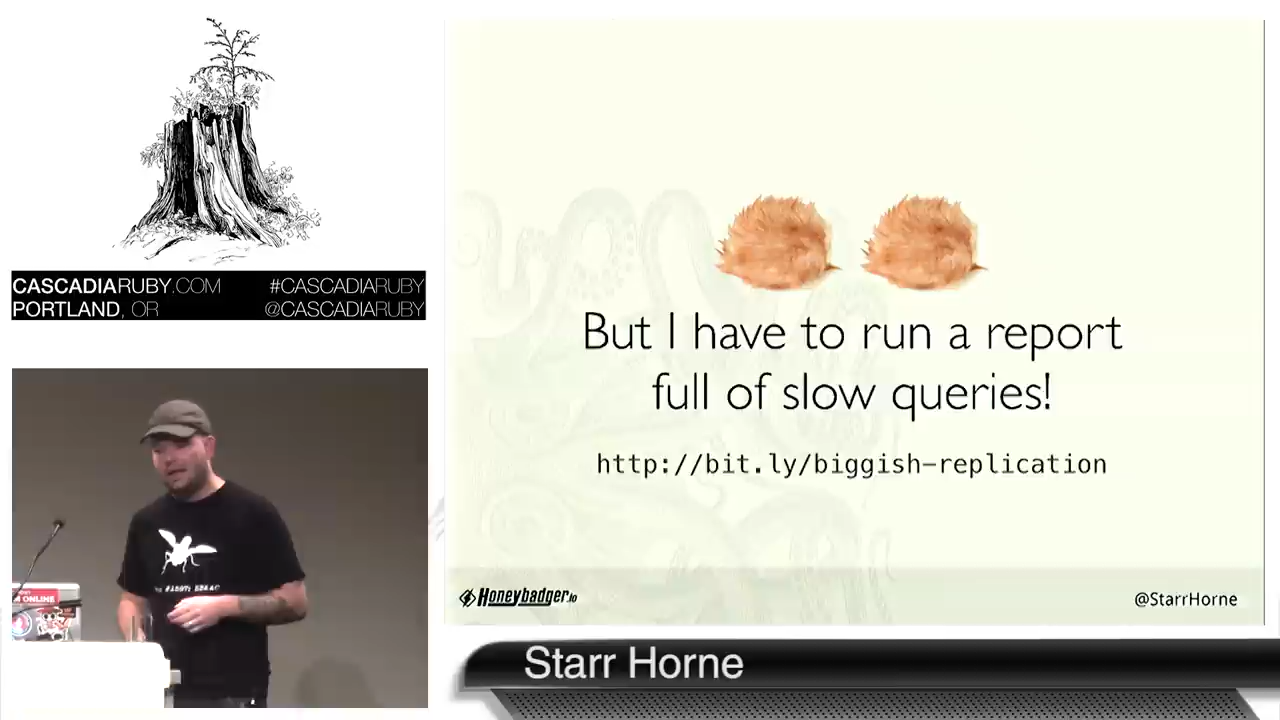 CASCADIARUBY.COM #CASCADIARUBY
PORTLAND, OR @CASCADIARUBY
But I have to run a report
full of slow queries!
http://bit.ly/biggish-replication
Honeybadger.io
@StarrHorne
ONLINE
Starr Horne